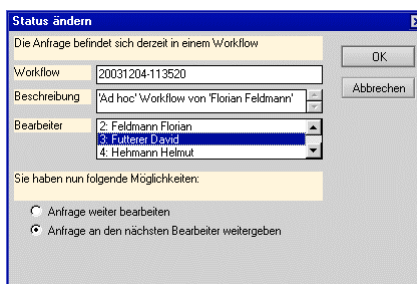 Status ändern
Die Anfrage befindet sich derzeit in einem Workflow
OK
Workflow 20031204-113520
Abbrechen
Beschreibung 'Ad hoc' Workflow von 'Florian Feldmann'
Bearbeiter 2: Feldmann Florian
3: Futterer David
4: Hehmann Helmut
Sie haben nun folgende Möglichkeiten:
Anfrage weiter bearbeiten
Anfrage an den nächsten Bearbeiter weitergeben